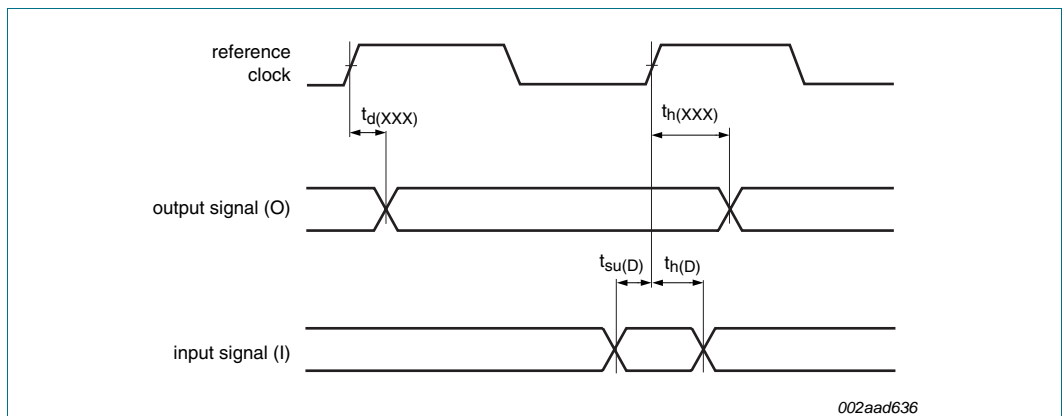 reference
clock
td(XXX)
th(XXX)
output signal (O)
tsu(D)
th(D)
input signal (I)
002aad636